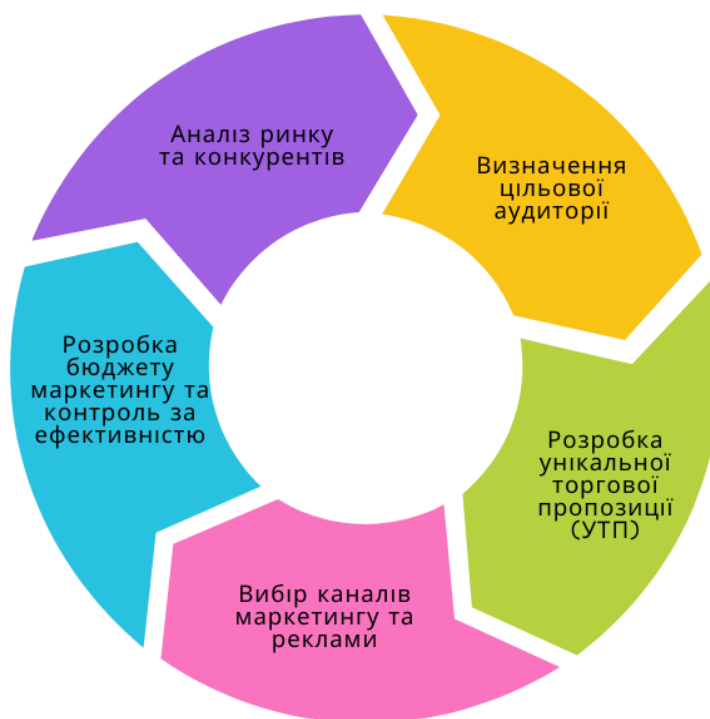 Аналіз ринку
та конкурентів
Визначення
цільової
аудиторії
Розробка
унікальної
торгової
пропозиції
(УТП)
Вибір каналів
маркетингу та
реклами
Розробка
бюджету
маркетингу та
контроль за
ефективністю